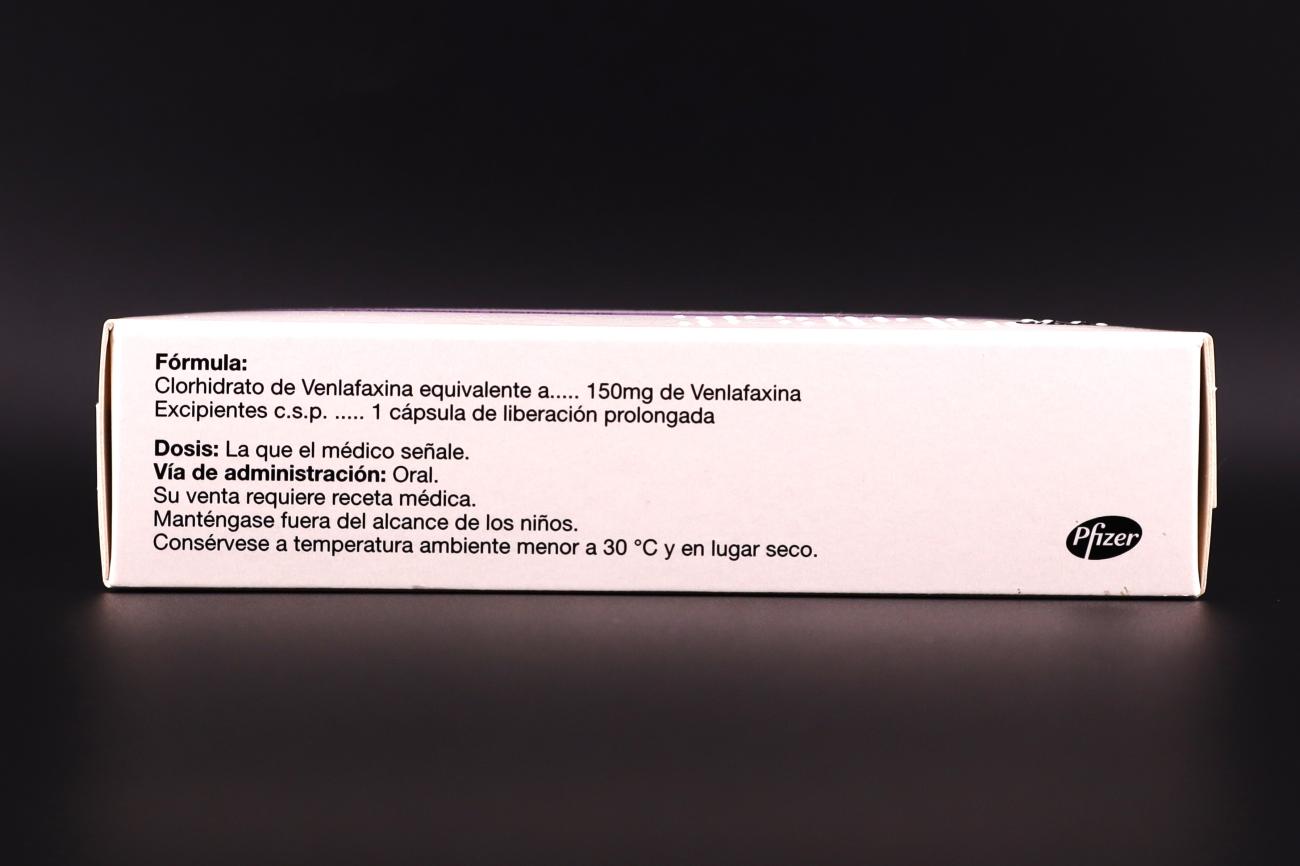 Fórmula:
Clorhidrato de Venlafaxina equivalente a..... 150mg de Venlafaxina
Excipientes c.s.p. ..... 1 cápsula de liberación prolongada
Dosis: La que el médico señale.
Vía de administración: Oral.
Su venta requiere receta médica.
Manténgase fuera del alcance de los niños.
Consérvese a temperatura ambiente menor a 30 °C y en lugar seco.
Pfizer